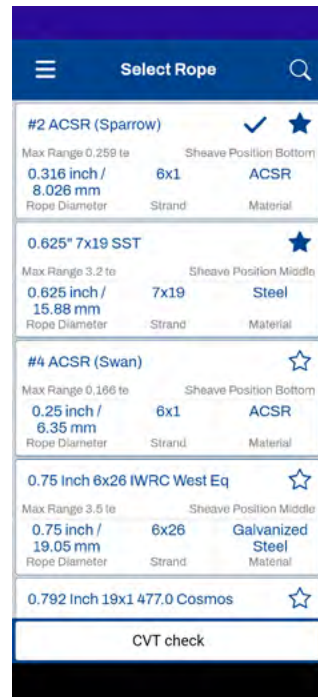 Select Rope
#2 ACSR (Sparrow)
Max Range 0.259 te Sheave Position Bottom
0.316 inch / 6x1 ACSR
8.026 mm
Rope Diameter Strand Material
0.625" 7x19 SST
Max Range 3.2 te Sheave Position Middle
0.625 inch / 7x19 Steel
15.88 mm
Rope Diameter Strand Material
#4 ACSR (Swan)
Max Range 0.166 te Sheave Position Bottom
0.25 inch / 6x1 ACSR
6.35 mm
Rope Diameter Strand Material
0.75 Inch 6x26 IWRC West Eq
Max Range 3.5 te Sheave Position Middle
0.75 inch / 6x26 Galvanized
19.05 mm Steel
Rope Diameter Strand Material
0.792 Inch 19x1 477.0 Cosmos
CVT check